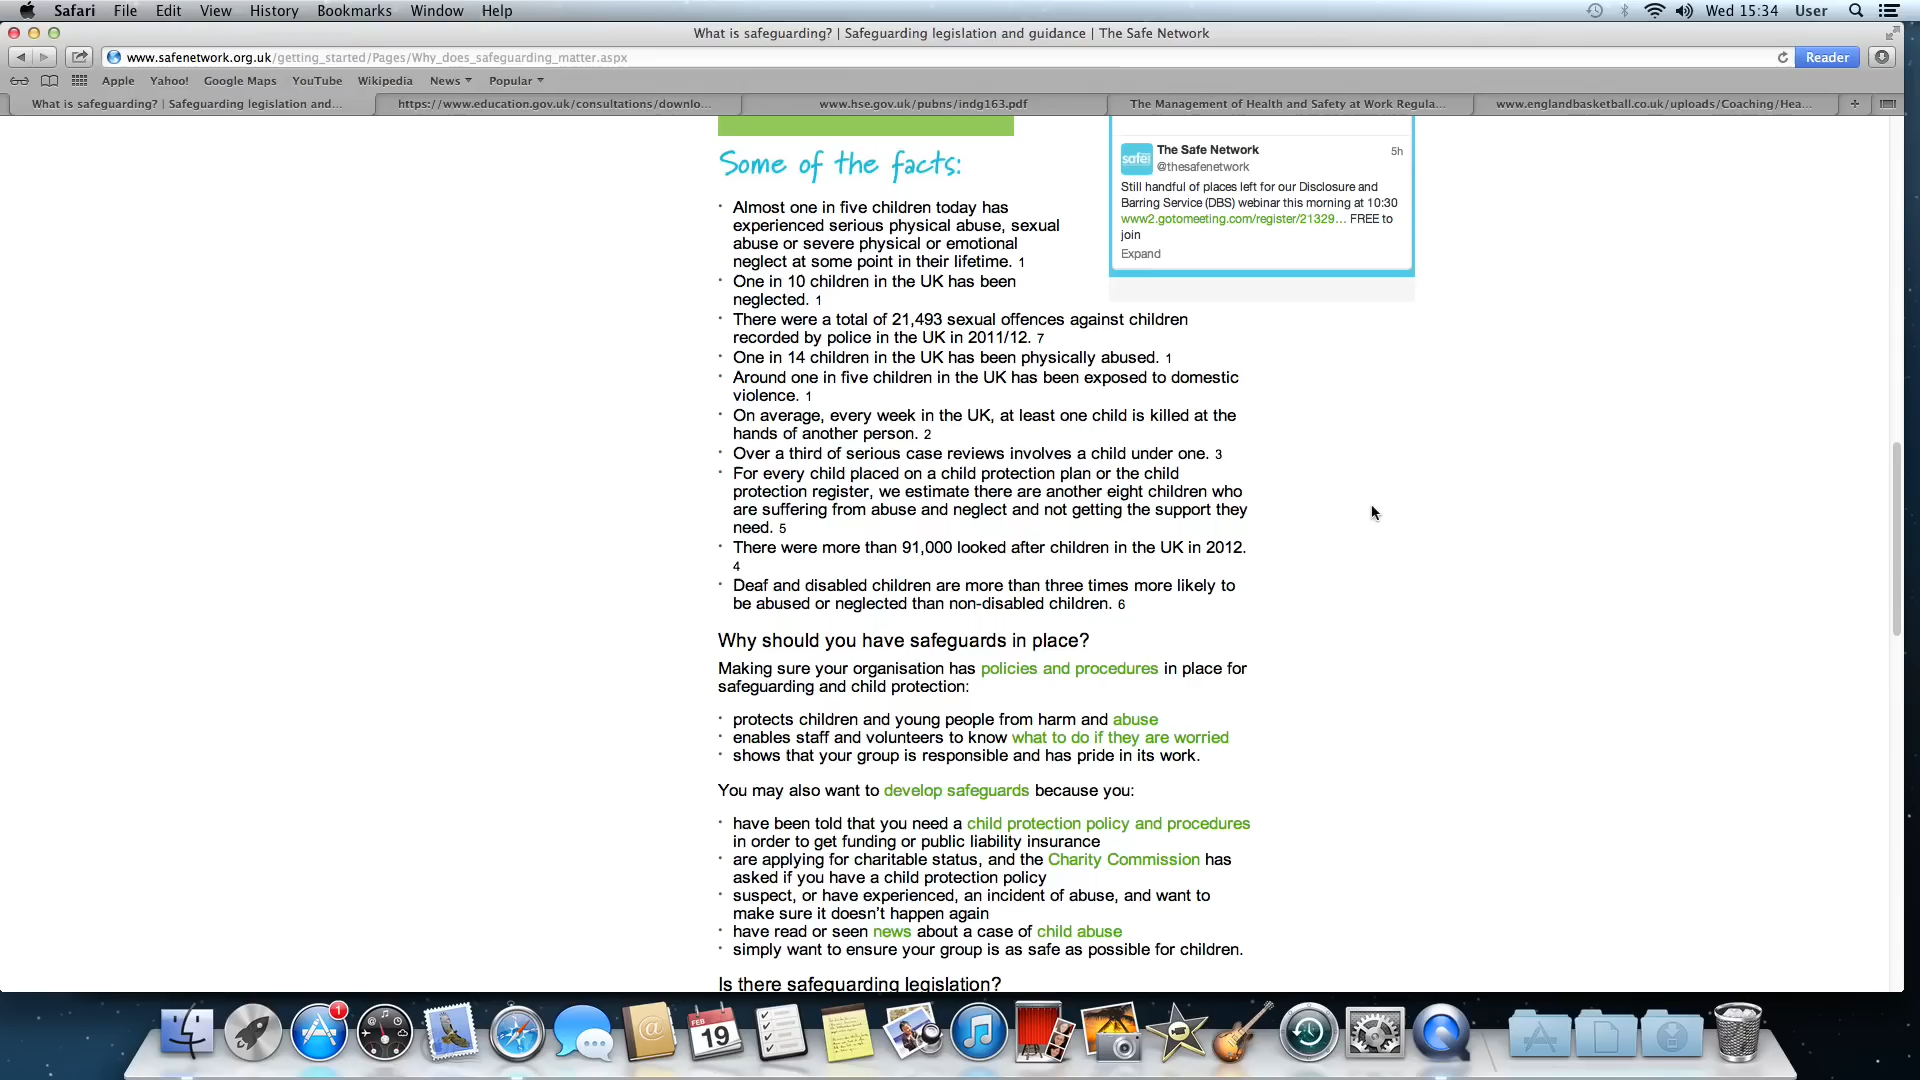 Safari File Edit View History Bookmarks Window Help Wed 15:34 User
What is safeguarding? | Safeguarding legislation and guidance | The Safe Network
www.safenetwork.org.uk/getting_started/Pages/Why_does_safeguarding_matter.aspx Reader
Apple Yahoo! Google Maps YouTube Wikipedia News Popular
What is safeguarding? | Safeguarding legislation and... https://www.education.gov.uk/consultations/downlo... www.hse.gov.uk/pubns/indg163.pdf The Management of Health and Safety at Work Regula... www.englandbasketball.co.uk/uploads/Coaching/Hea...
Some of the facts:
Almost one in five children today has
experienced serious physical abuse, sexual
abuse or severe physical or emotional
neglect at some point in their lifetime. 1
One in 10 children in the UK has been
neglected. 1
There were a total of 21,493 sexual offences against children
recorded by police in the UK in 2011/12. 7
One in 14 children in the UK has been physically abused. 1
Around one in five children in the UK has been exposed to domestic
violence. 1
On average, every week in the UK, at least one child is killed at the
hands of another person. 2
Over a third of serious case reviews involves a child under one. 3
For every child placed on a child protection plan or the child
protection register, we estimate there are another eight children who
are suffering from abuse and neglect and not getting the support they
need. 5
There were more than 91,000 looked after children in the UK in 2012.
4
Deaf and disabled children are more than three times more likely to
be abused or neglected than non-disabled children. 6
Why should you have safeguards in place?
Making sure your organisation has policies and procedures in place for
safeguarding and child protection:
protects children and young people from harm and abuse
enables staff and volunteers to know what to do if they are worried
shows that your group is responsible and has pride in its work.
You may also want to develop safeguards because you:
have been told that you need a child protection policy and procedures
in order to get funding or public liability insurance
are applying for charitable status, and the Charity Commission has
asked if you have a child protection policy
suspect, or have experienced, an incident of abuse, and want to
make sure it doesn't happen again
have read or seen news about a case of child abuse
simply want to ensure your group is as safe as possible for children.
Is there safeguarding legislation?
safe
The Safe Network 5h
@thesafenetwork
Still handful of places left for our Disclosure and
Barring Service (DBS) webinar this morning at 10:30
www2.gotomeeting.com/register/21329... FREE to
join
Expand
1
FEB
19